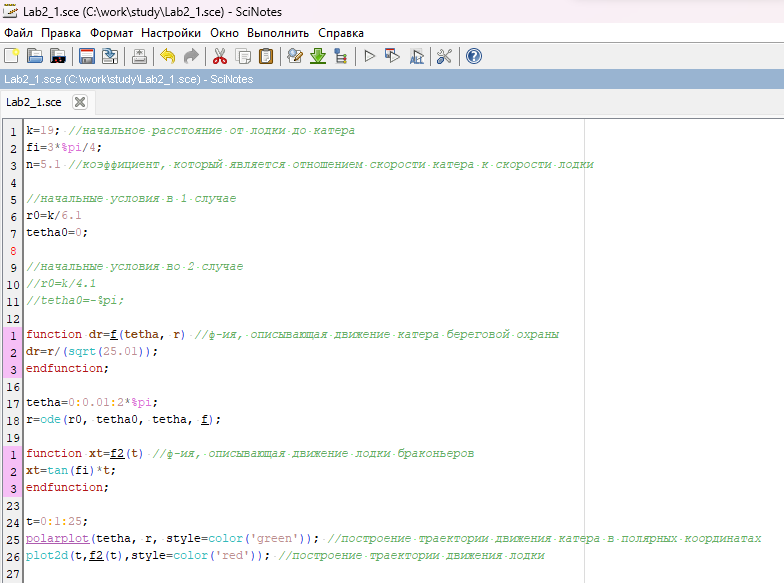 Lab2_1.sce (C:\work\study\Lab2_1.sce) - SciNotes
Файл Правка Формат Настройки Окно Выполнить Справка
Lab2_1.sce (C:\work\study\Lab2_1.sce) - SciNotes
Lab2_1.sce
1 k=19; //начальное расстояние от лодки до катера
2 fi=3*%pi/4;
3 n=5.1 //коэффициент, который является отношением скорости катера к скорости лодки
4
5 //начальные условия в 1 случае
6 r0=k/6.1
7 tetha0=0;
8
9 //начальные условия во 2 случае
10 //r0=k/4.1
11 //tetha0=-%pi;
12
1 function dr=f(tetha, r) //ф-ия, описывающая движение катера береговой охраны
2 dr=r/(sqrt(25.01));
3 endfunction;
16
17 tetha=0:0.01:2*%pi;
18 r=ode(r0, tetha0, tetha, f);
19
1 function xt=f2(t) //ф-ия, описывающая движение лодки браконьеров
2 xt=tan(fi)*t;
3 endfunction;
23
24 t=0:1:25;
25 polarplot(tetha, r, style=color('green')); //построение траектории движения катера в полярных координатах
26 plot2d(t,f2(t),style=color('red')); //построение траектории движения лодки
27